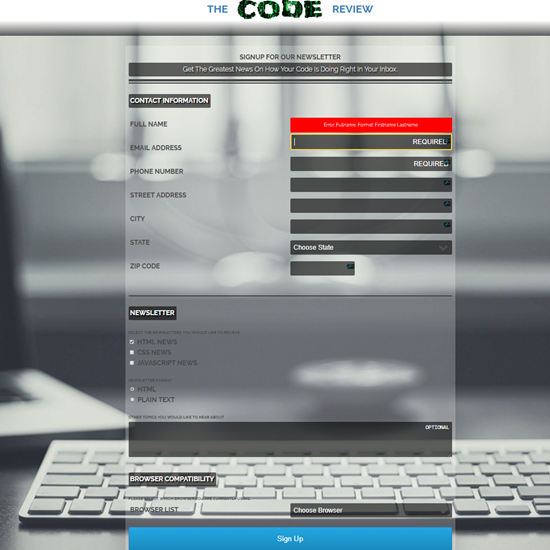 THE CODE REVIEW
SIGNUP FOR OUR NEWSLETTER
Get The Greatest News On How Your Code Is Doing Right In Your Inbox.
CONTACT INFORMATION
FULL NAME
Enter Fullname. Format: Firstname Lastname
REQUIRED
EMAIL ADDRESS
REQUIRED
PHONE NUMBER
STREET ADDRESS
CITY
STATE
Choose State
ZIP CODE
NEWSLETTER
SELECT THE NEWSLETTERS YOU WOULD LIKE TO RECEIVE
HTML NEWS
CSS NEWS
JAVASCRIPT NEWS
NEWSLETTER FORMAT
HTML
PLAIN TEXT
OTHER TOPICS YOU WOULD LIKE TO HEAR ABOUT
OPTIONAL
BROWSER COMPATIBILITY
BROWSER LIST
Choose Browser
Sign Up